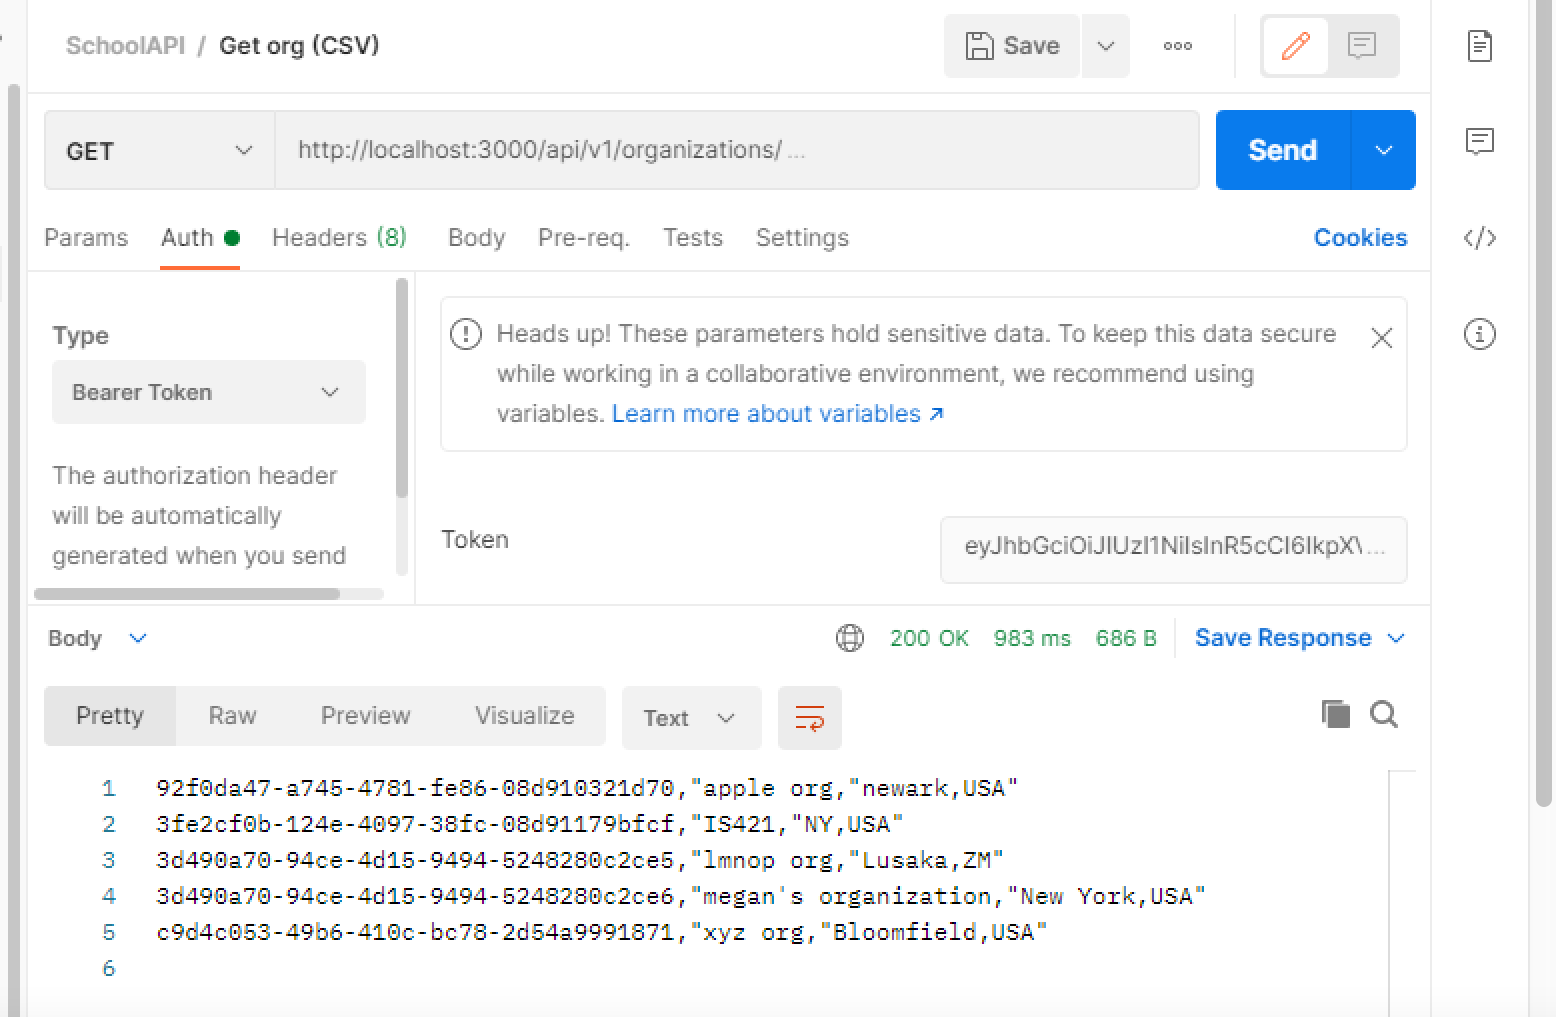 SchoolAPI / Get org (CSV)
Save
GET
http://localhost:3000/api/v1/organizations/ ...
Send
Params Auth Headers (8) Body Pre-req. Tests Settings Cookies
Type
Bearer Token
The authorization header
will be automatically
generated when you send
Heads up! These parameters hold sensitive data. To keep this data secure
while working in a collaborative environment, we recommend using
variables. Learn more about variables ↗
Token
eyJhbGciOiJIUzI1NiIsInR5cCI6IkpX\ ...
Body
200 OK 983 ms 686 B Save Response
Pretty Raw Preview Visualize Text
1 92f0da47-a745-4781-fe86-08d910321d70,"apple org,"newark,USA"
2 3fe2cf0b-124e-4097-38fc-08d91179bfcf,"IS421,"NY,USA"
3 3d490a70-94ce-4d15-9494-5248280c2ce5,"lmnop org,"Lusaka,ZM"
4 3d490a70-94ce-4d15-9494-5248280c2ce6,"megan's organization,"New York,USA"
5 c9d4c053-49b6-410c-bc78-2d54a9991871,"xyz org,"Bloomfield,USA"
6